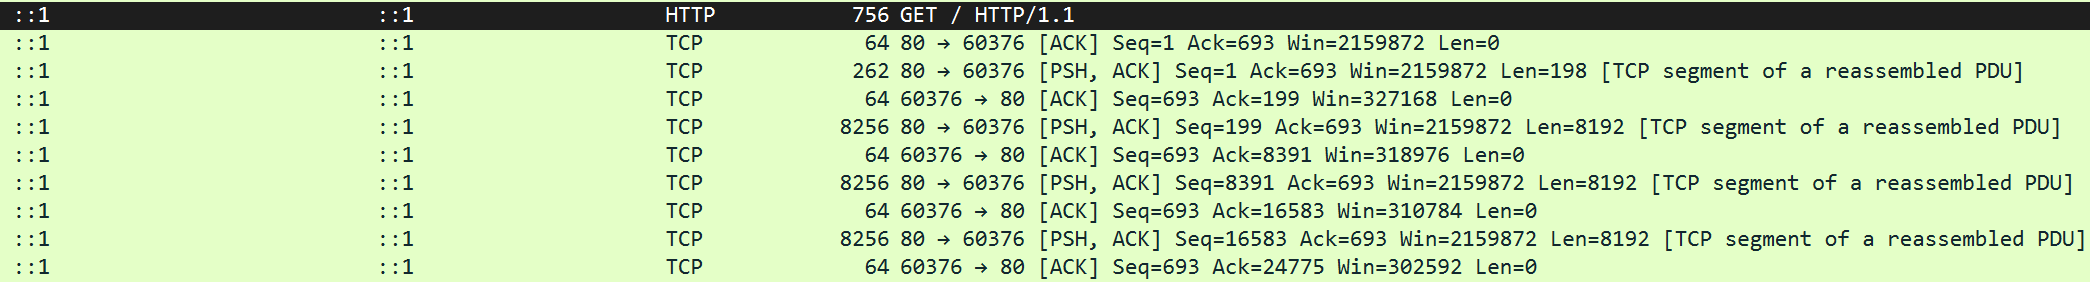 ::1 ::1 HTTP 756 GET / HTTP/1.1
::1 ::1 TCP 64 80 → 60376 [ACK] Seq=1 Ack=693 Win=2159872 Len=0
::1 ::1 TCP 262 80 → 60376 [PSH, ACK] Seq=1 Ack=693 Win=2159872 Len=198 [TCP segment of a reassembled PDU]
::1 ::1 TCP 64 60376 → 80 [ACK] Seq=693 Ack=199 Win=327168 Len=0
::1 ::1 TCP 8256 80 → 60376 [PSH, ACK] Seq=199 Ack=693 Win=2159872 Len=8192 [TCP segment of a reassembled PDU]
::1 ::1 TCP 64 60376 → 80 [ACK] Seq=693 Ack=8391 Win=318976 Len=0
::1 ::1 TCP 8256 80 → 60376 [PSH, ACK] Seq=8391 Ack=693 Win=2159872 Len=8192 [TCP segment of a reassembled PDU]
::1 ::1 TCP 64 60376 → 80 [ACK] Seq=693 Ack=16583 Win=310784 Len=0
::1 ::1 TCP 8256 80 → 60376 [PSH, ACK] Seq=16583 Ack=693 Win=2159872 Len=8192 [TCP segment of a reassembled PDU]
::1 ::1 TCP 64 60376 → 80 [ACK] Seq=693 Ack=24775 Win=302592 Len=0